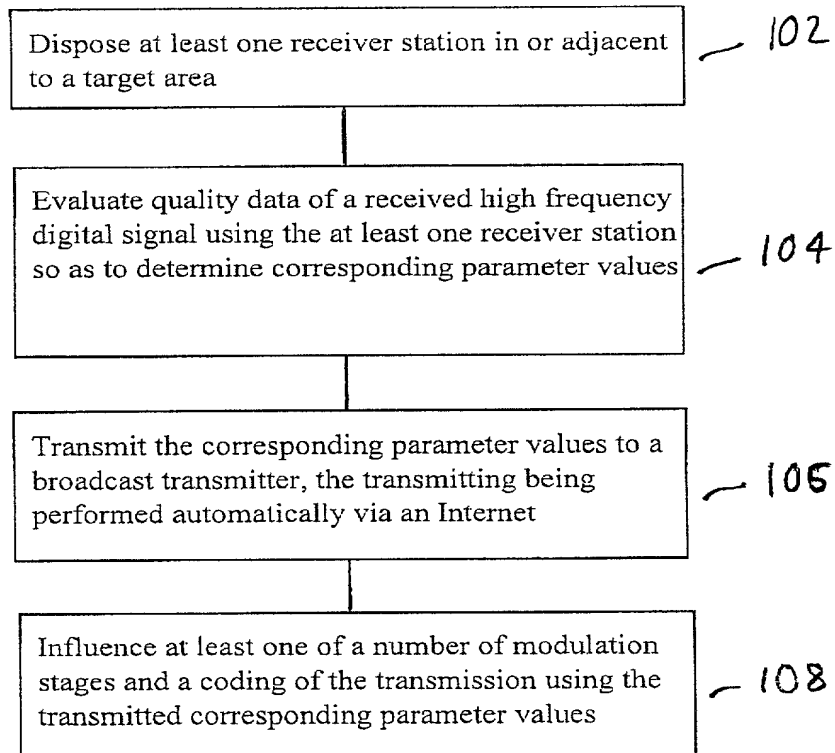 Dispose at least one receiver station in or adjacent
to a target area
102
Evaluate quality data of a received high frequency
digital signal using the at least one receiver station
so as to determine corresponding parameter values
104
Transmit the corresponding parameter values to a
broadcast transmitter, the transmitting being
performed automatically via an Internet
106
Influence at least one of a number of modulation
stages and a coding of the transmission using the
transmitted corresponding parameter values
108